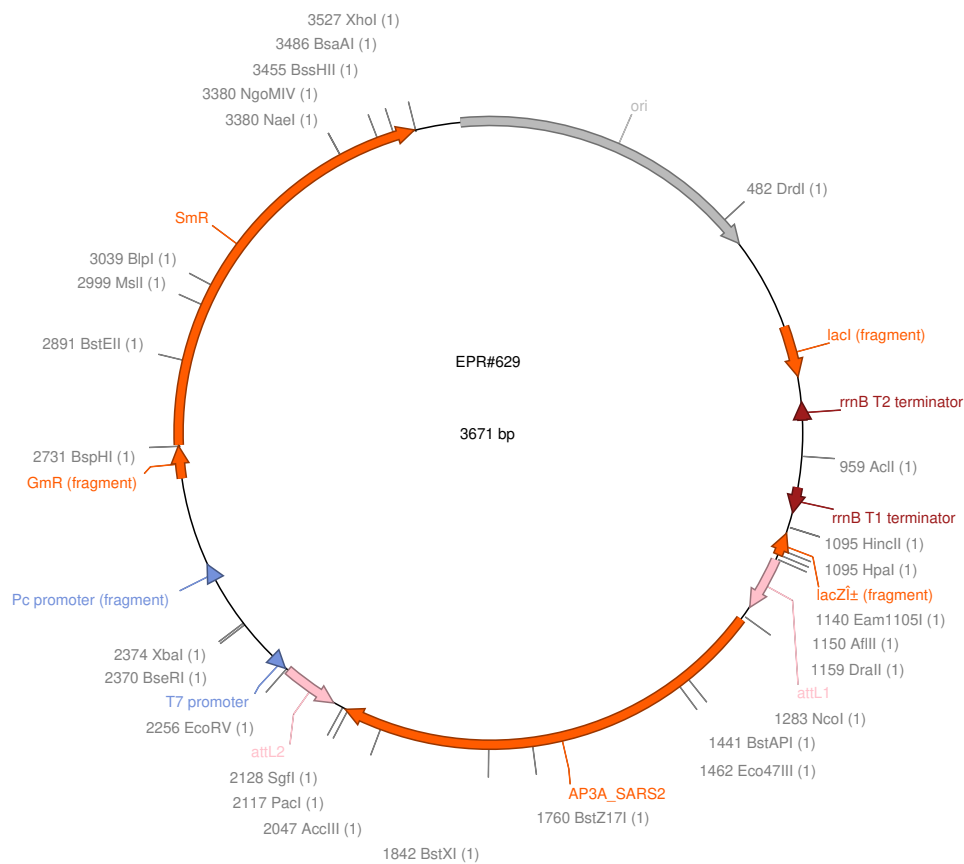 3527 XhoI (1)
3486 BsaAI (1)
3455 BssHII (1)
3380 NgoMIV (1)
3380 NaeI (1)
ori
482 DrdI (1)
SmR
3039 BlpI (1)
2999 MslI (1)
2891 BstEII (1)
2731 BspHI (1)
GmR (fragment)
EPR#629
3671 bp
lacI (fragment)
rrnB T2 terminator
959 AclI (1)
rrnB T1 terminator
1095 HincII (1)
1095 HpaI (1)
lacZÎ± (fragment)
1140 Eam1105I (1)
1150 AflII (1)
1159 DraII (1)
attL1
1283 NcoI (1)
1441 BstAPI (1)
1462 Eco47III (1)
Pc promoter (fragment)
2374 XbaI (1)
2370 BseRI (1)
T7 promoter
2256 EcoRV (1)
attL2
2128 SgfI (1)
2117 PacI (1)
2047 AccIII (1)
1842 BstXI (1)
AP3A_SARS2
1760 BstZ17I (1)